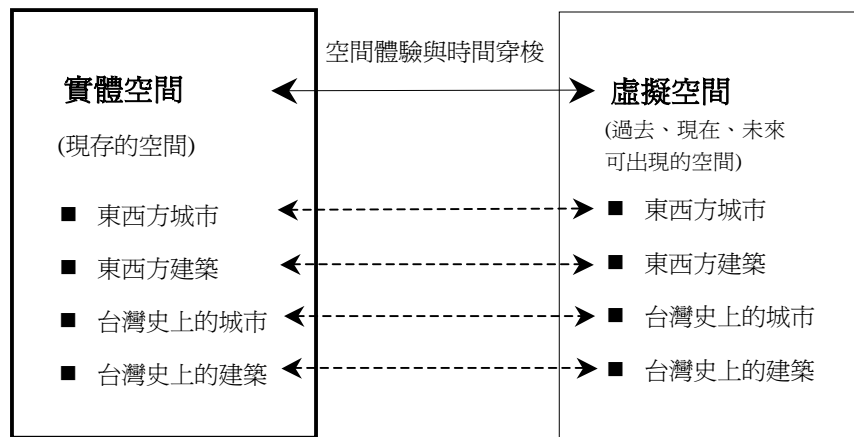 空間體驗與時間穿梭
實體空間
(現存的空間)
■ 東西方城市
■ 東西方建築
■ 台灣史上的城市
■ 台灣史上的建築
虛擬空間
(過去、現在、未來
可出現的空間)
■ 東西方城市
■ 東西方建築
■ 台灣史上的城市
■ 台灣史上的建築